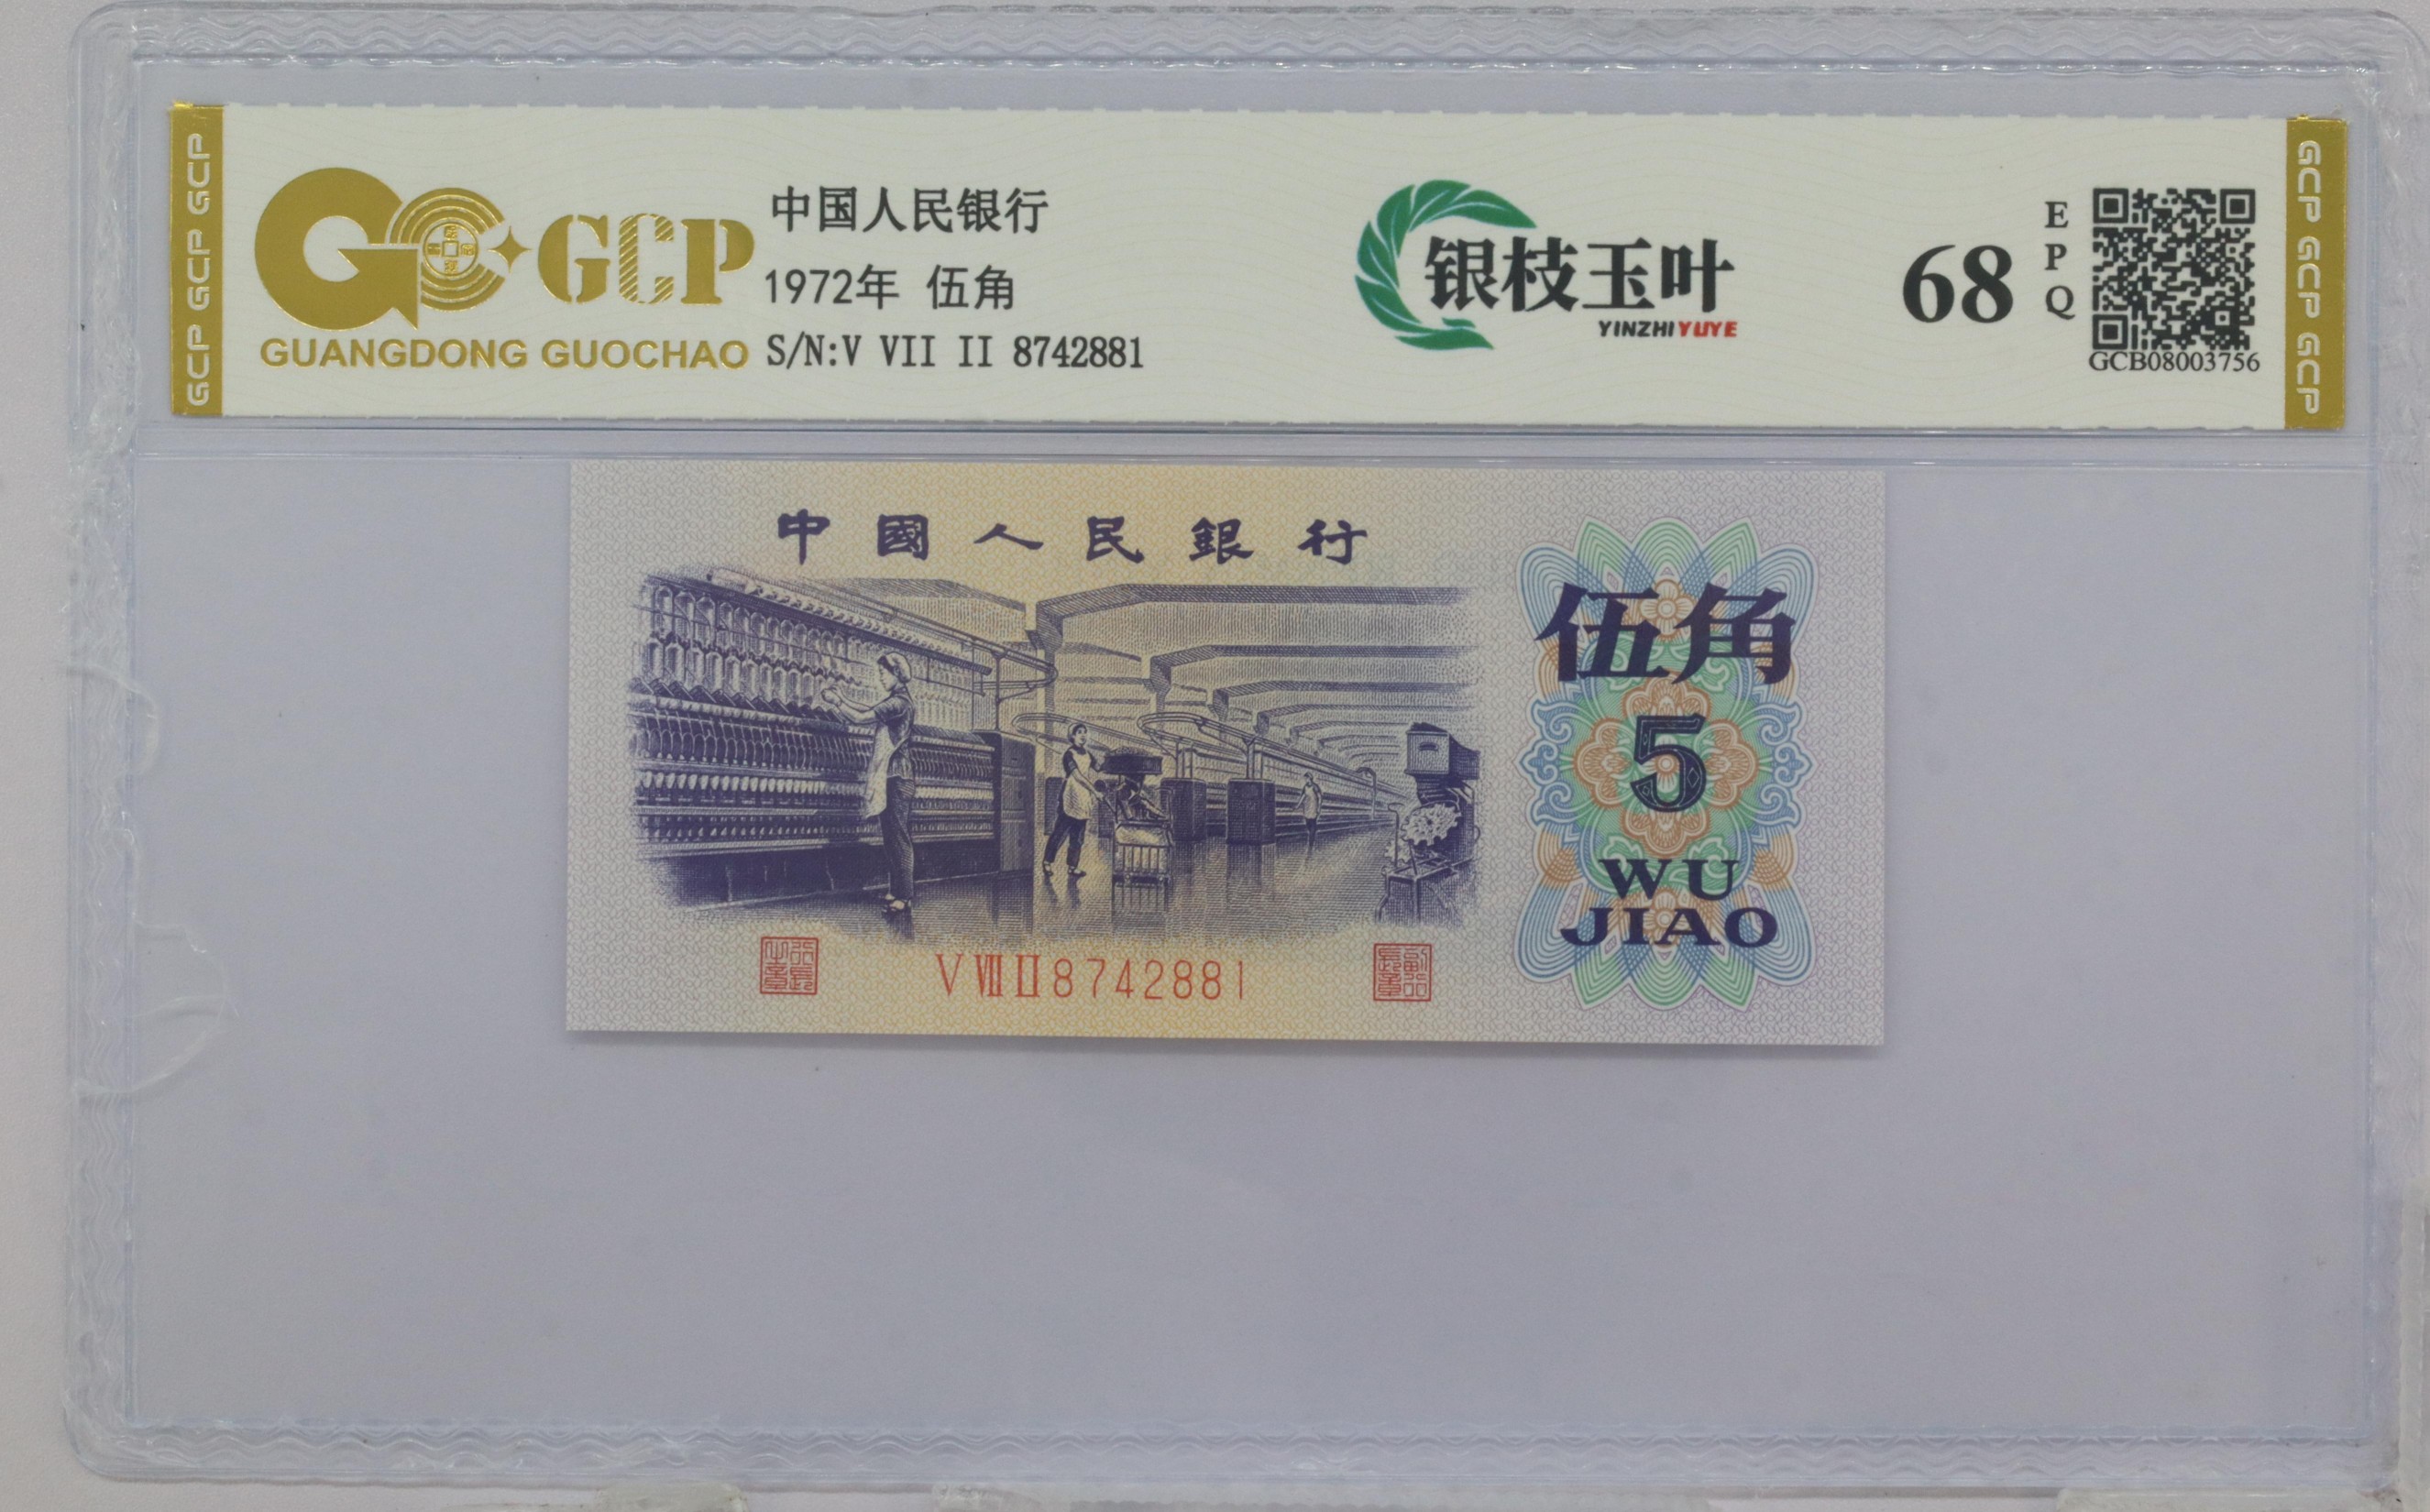 GCP GCP GCP
GCP
GUANGDONG GUOCHAO
中国人民银行
1972年 伍角
S/N:V VII II 8742881
银枝玉叶
YINZHIYUYE
68
EPQ
GCB08003756
GCP GCP GCP
中國人民銀行
伍角
5
WU
JIAO
V VII II 8742881